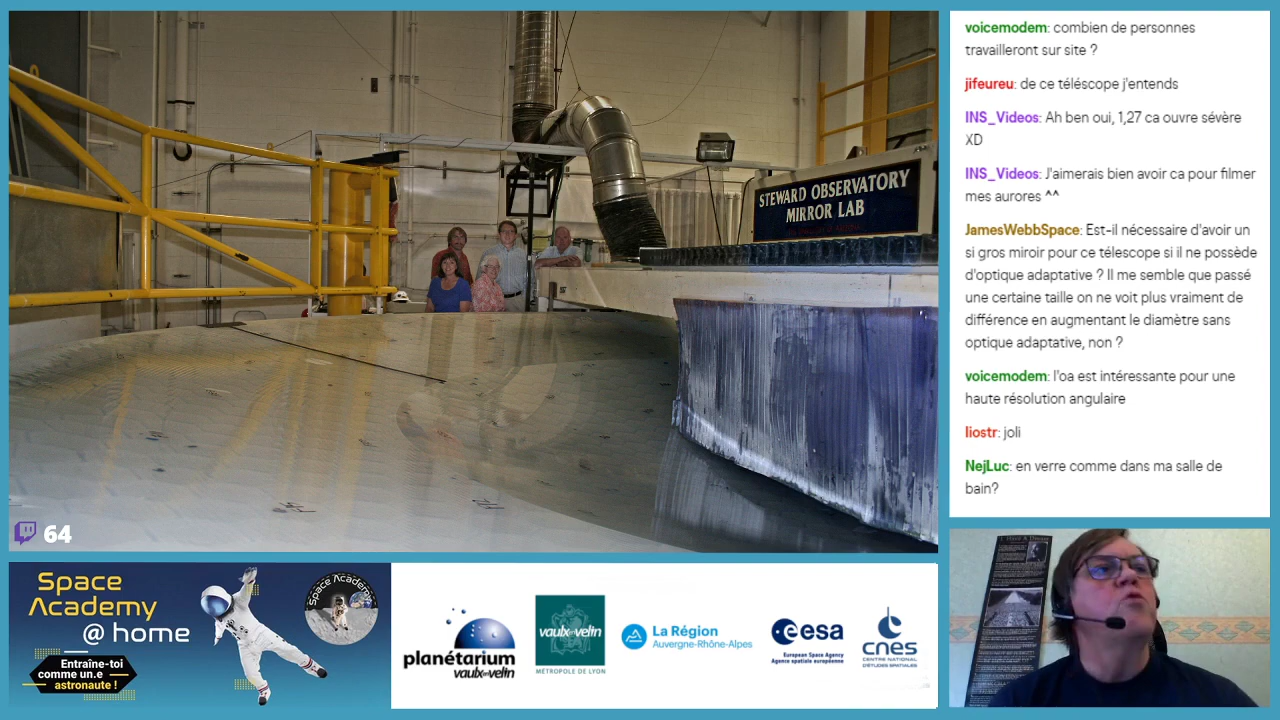 STEWARD OBSERVATORY
MIRROR LAB
64
voicemodem: combien de personnes
travailleront sur site ?
jifeureu: de ce téléscope j'entends
INS_Videos: Ah ben oui, 1,27 ca ouvre sévère
XD
INS_Videos: J'aimerais bien avoir ca pour filmer
mes aurores ^^
JamesWebbSpace: Est-il nécessaire d'avoir un
si gros miroir pour ce télescope si il ne possède
d'optique adaptative ? Il me semble que passé
une certaine taille on ne voit plus vraiment de
différence en augmentant le diamètre sans
optique adaptative, non ?
voicemodem: l'oa est intéressante pour une
haute résolution angulaire
liostr: joli
NejLuc: en verre comme dans ma salle de
bain?
Space
Academy
@ home
Entraîne-toi
comme un.e
astronaute !
Space Academy
planétarium
vaulx-en-velin
vaulx-en-velin
MÉTROPOLE DE LYON
La Région
Auvergne-Rhône-Alpes
esa
European Space Agency
Agence spatiale européenne
cnes
CENTRE NATIONAL
D'ÉTUDES SPATIALES
I Have A Dream